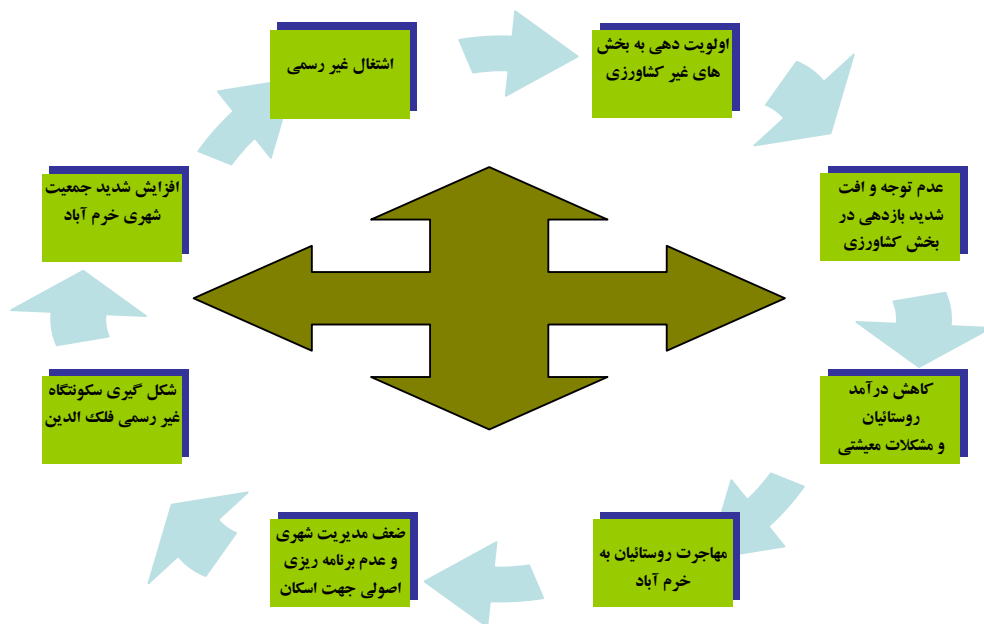 اولویت دهی به بخش
های غیر کشاورزی
عدم توجه و افت
شدید بازدهی در
بخش کشاورزی
کاهش درآمد
روستائیان
و مشکلات معیشتی
مهاجرت روستائیان به
خرم آباد
ضعف مدیریت شهری
و عدم برنامه ریزی
اصولی جهت اسکان
شکل گیری سکونتگاه
غیر رسمی فلک الدین
افزایش شدید جمعیت
شهری خرم آباد
اشتغال غیر رسمی